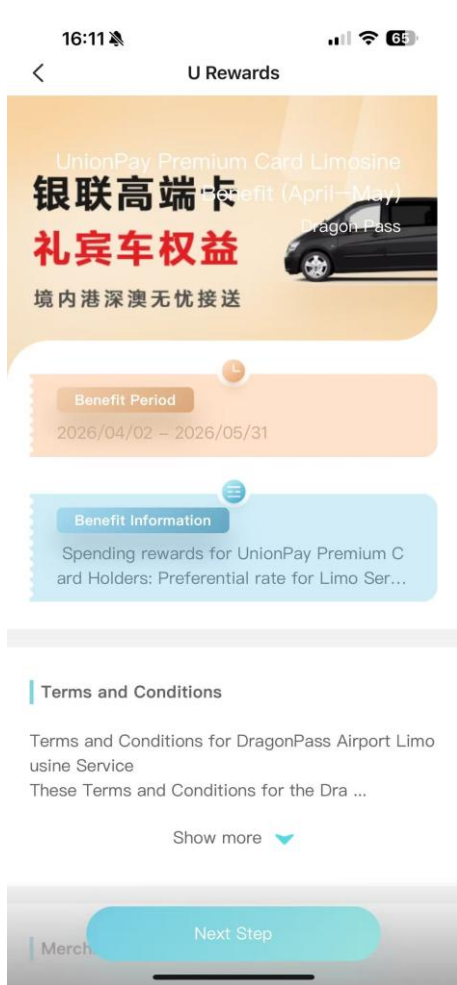 16:11
65
U Rewards
UnionPay Premium Card Limosine
Benefit (April—May)
Dragon Pass
银联高端卡
礼宾车权益
境内港深澳无忧接送
Benefit Period
2026/04/02 – 2026/05/31
Benefit Information
Spending rewards for UnionPay Premium C
ard Holders: Preferential rate for Limo Ser...
Terms and Conditions
Terms and Conditions for DragonPass Airport Limo
usine Service
These Terms and Conditions for the Dra ...
Show more
Next Step
Merch